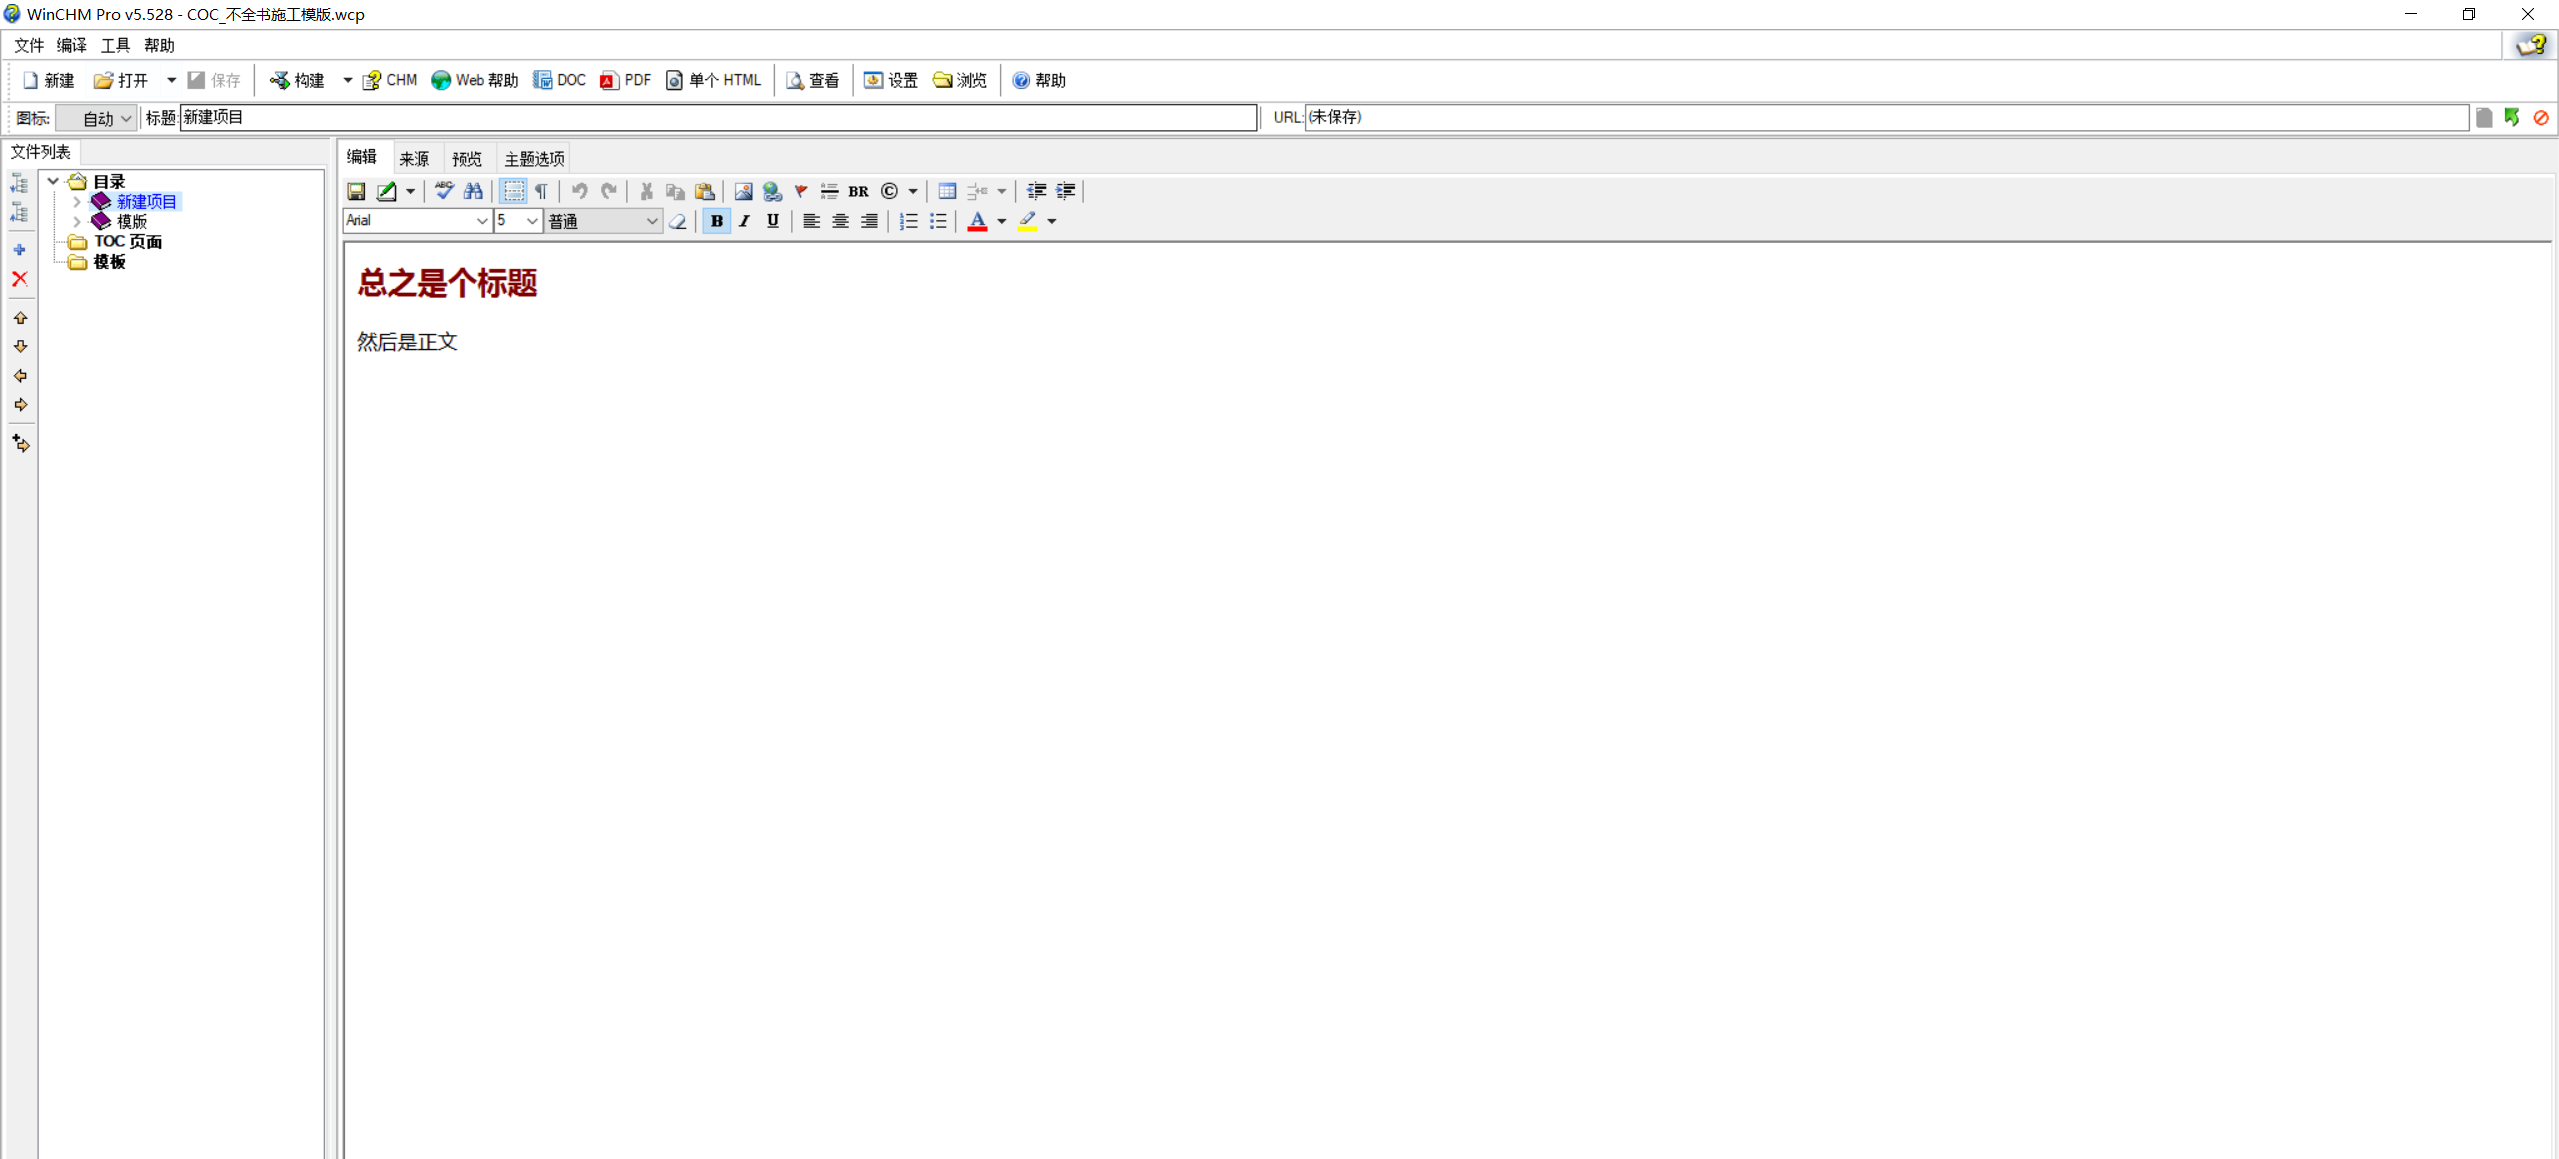 WinCHM Pro v5.528 - COC_不全书施工模版.wcp
文件 编译 工具 帮助
新建 打开 保存 构建 CHM Web 帮助 DOC PDF 单个 HTML 查看 设置 浏览 帮助
图标: 自动 标题: 新建项目 URL: (未保存)
文件列表
目录
新建项目
模版
TOC 页面
模板
编辑 来源 预览 主题选项
ABC BR ©
Arial 5 普通 B I U A
总之是个标题
然后是正文